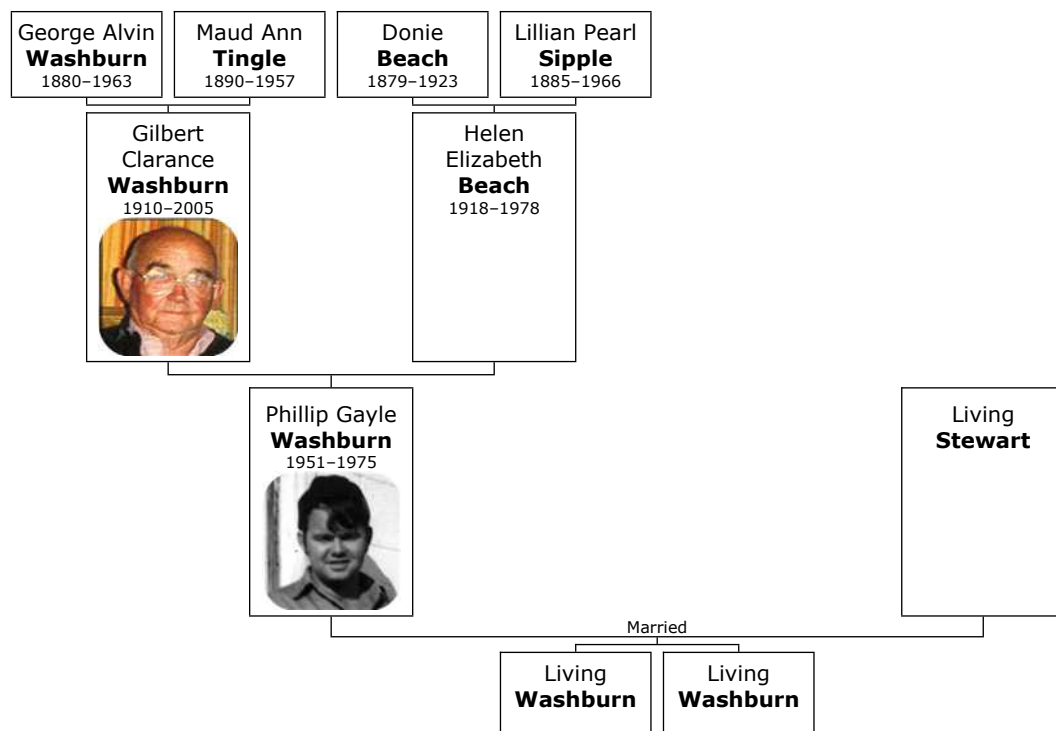 George Alvin
Washburn
1880–1963
Maud Ann
Tingle
1890–1957
Donie
Beach
1879–1923
Lillian Pearl
Sipple
1885–1966
Gilbert
Clarance
Washburn
1910–2005
Helen
Elizabeth
Beach
1918–1978
Phillip Gayle
Washburn
1951–1975
Living
Stewart
Married
Living
Washburn
Living
Washburn